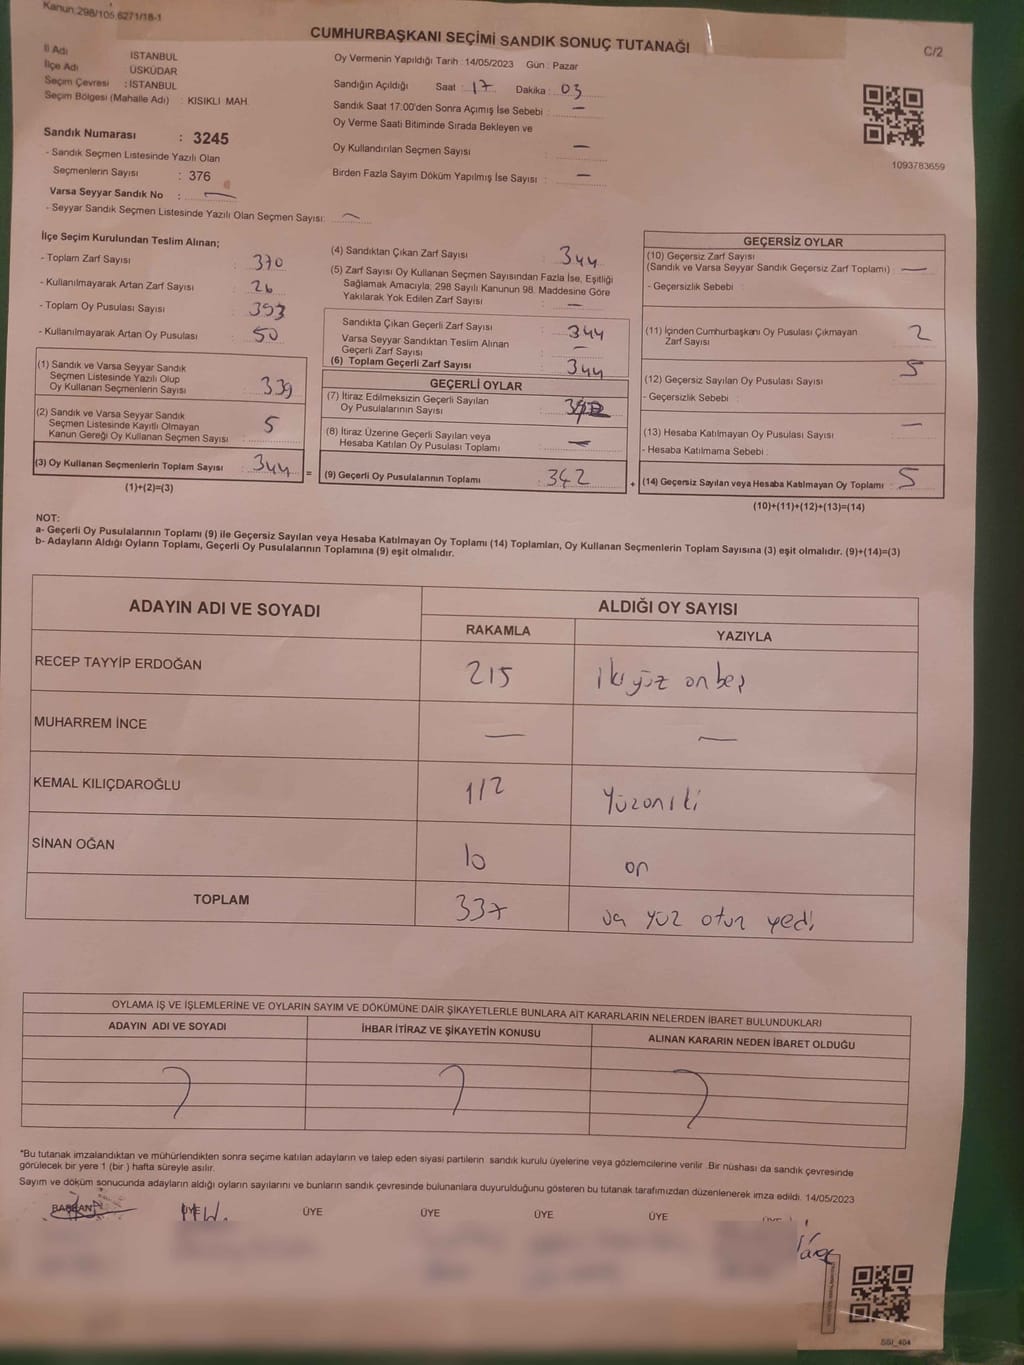 Kanun:298/105,6271/18-1
CUMHURBAŞKANI SEÇİMİ SANDIK SONUÇ TUTANAĞI
C/2
İl Adı : İSTANBUL
İlçe Adı : ÜSKÜDAR
Seçim Çevresi : İSTANBUL
Seçim Bölgesi (Mahalle Adı) : KISIKLI MAH.
Oy Vermenin Yapıldığı Tarih : 14/05/2023 Gün : Pazar
Sandığın Açıldığı Saat : 17 Dakika : 03
Sandık Saat 17:00'den Sonra Açımış İse Sebebi : —
Oy Verme Saati Bitiminde Sırada Bekleyen ve
Oy Kullandırılan Seçmen Sayısı : —
Birden Fazla Sayım Döküm Yapılmış İse Sayısı : —
1093783659
Sandık Numarası : 3245
- Sandık Seçmen Listesinde Yazılı Olan
Seçmenlerin Sayısı : 376
Varsa Seyyar Sandık No : —
- Seyyar Sandık Seçmen Listesinde Yazılı Olan Seçmen Sayısı: —
İlçe Seçim Kurulundan Teslim Alınan;
- Toplam Zarf Sayısı : 370
- Kullanılmayarak Artan Zarf Sayısı : 26
- Toplam Oy Pusulası Sayısı : 393
- Kullanılmayarak Artan Oy Pusulası : 50
(1) Sandık ve Varsa Seyyar Sandık
Seçmen Listesinde Yazılı Olup
Oy Kullanan Seçmenlerin Sayısı : 339
(2) Sandık ve Varsa Seyyar Sandık
Seçmen Listesinde Kayıtlı Olmayan
Kanun Gereği Oy Kullanan Seçmen Sayısı : 5
(3) Oy Kullanan Seçmenlerin Toplam Sayısı : 344 =
(1)+(2)=(3)
(4) Sandıktan Çıkan Zarf Sayısı : 344
(5) Zarf Sayısı Oy Kullanan Seçmen Sayısından Fazla İse, Eşitliği
Sağlamak Amacıyla; 298 Sayılı Kanunun 98. Maddesine Göre
Yakılarak Yok Edilen Zarf Sayısı : —
Sandıkta Çıkan Geçerli Zarf Sayısı : 344
Varsa Seyyar Sandıktan Teslim Alınan
Geçerli Zarf Sayısı : —
(6) Toplam Geçerli Zarf Sayısı : 344
GEÇERLİ OYLAR
(7) İtiraz Edilmeksizin Geçerli Sayılan
Oy Pusulalarının Sayısı :
(8) İtiraz Üzerine Geçerli Sayılan veya
Hesaba Katılan Oy Pusulası Toplamı : —
(9) Geçerli Oy Pusulalarının Toplamı : 342 +
GEÇERSİZ OYLAR
(10) Geçersiz Zarf Sayısı
(Sandık ve Varsa Seyyar Sandık Geçersiz Zarf Toplamı) : —
- Geçersizlik Sebebi :
(11) İçinden Cumhurbaşkanı Oy Pusulası Çıkmayan
Zarf Sayısı : 2
(12) Geçersiz Sayılan Oy Pusulası Sayısı : 5
- Geçersizlik Sebebi :
(13) Hesaba Katılmayan Oy Pusulası Sayısı : —
- Hesaba Katılmama Sebebi :
(14) Geçersiz Sayılan veya Hesaba Katılmayan Oy Toplamı : 5
(10)+(11)+(12)+(13)=(14)
NOT:
a- Geçerli Oy Pusulalarının Toplamı (9) ile Geçersiz Sayılan veya Hesaba Katılmayan Oy Toplamı (14) Toplamları, Oy Kullanan Seçmenlerin Toplam Sayısına (3) eşit olmalıdır. (9)+(14)=(3)
b- Adayların Aldığı Oyların Toplamı, Geçerli Oy Pusulalarının Toplamına (9) eşit olmalıdır.
ADAYIN ADI VE SOYADI
ALDIĞI OY SAYISI
RAKAMLA YAZIYLA
RECEP TAYYİP ERDOĞAN 215 iki yüz on beş
MUHARREM İNCE — —
KEMAL KILIÇDAROĞLU 112 Yüzoniki
SİNAN OĞAN 10 on
TOPLAM 337 yüz otuz yedi
OYLAMA İŞ VE İŞLEMLERİNE VE OYLARIN SAYIM VE DÖKÜMÜNE DAİR ŞİKAYETLERLE BUNLARA AİT KARARLARIN NELERDEN İBARET BULUNDUKLARI
ADAYIN ADI VE SOYADI İHBAR İTİRAZ VE ŞİKAYETİN KONUSU ALINAN KARARIN NEDEN İBARET OLDUĞU
"Bu tutanak imzalandıktan ve mühürlendikten sonra seçime katılan adayların ve talep eden siyasi partilerin sandık kurulu üyelerine veya gözlemcilerine verilir. Bir nüshası da sandık çevresinde
görülecek bir yere 1 (bir) hafta süreyle asılır.
Sayım ve döküm sonucunda adayların aldığı oyların sayılarını ve bunların sandık çevresinde bulunanlara duyurulduğunu gösteren bu tutanak tarafımızdan düzenlenerek imza edildi. 14/05/2023
BAŞKAN ÜYE ÜYE ÜYE ÜYE ÜYE ÜYE
SSI_404